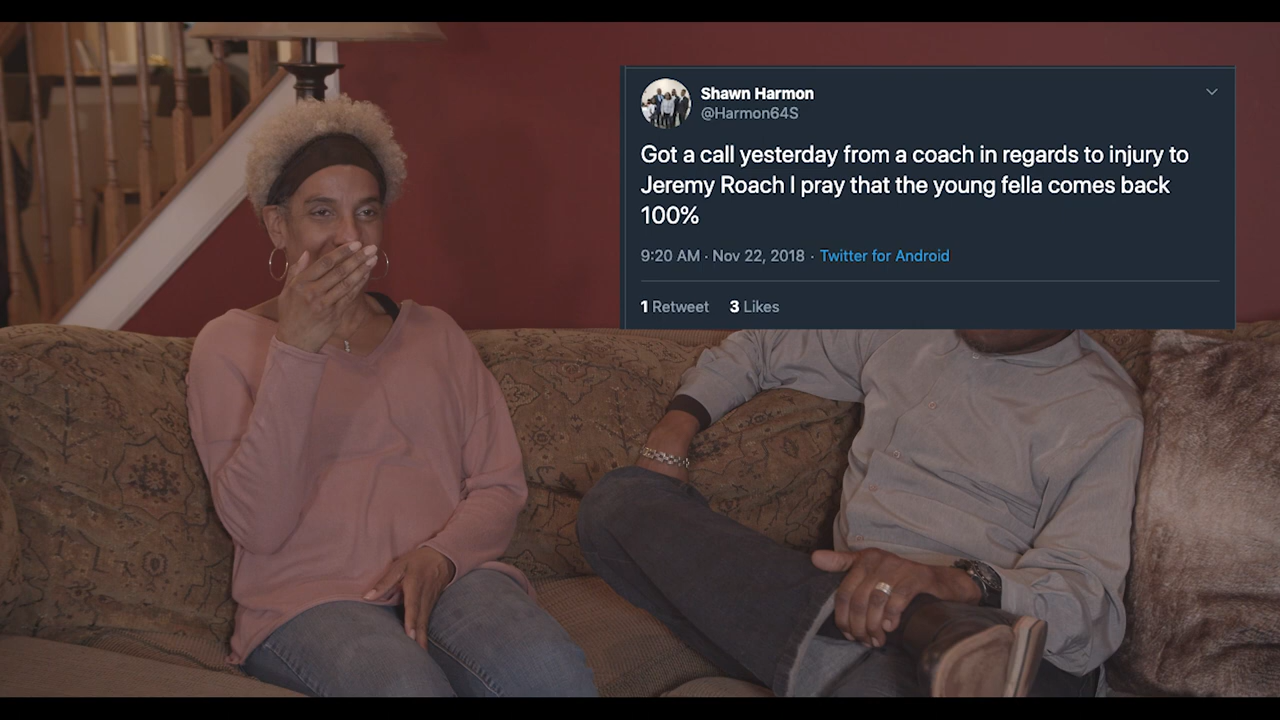 Shawn Harmon
@Harmon64S
Got a call yesterday from a coach in regards to injury to
Jeremy Roach I pray that the young fella comes back
100%
9:20 AM · Nov 22, 2018 · Twitter for Android
1 Retweet 3 Likes